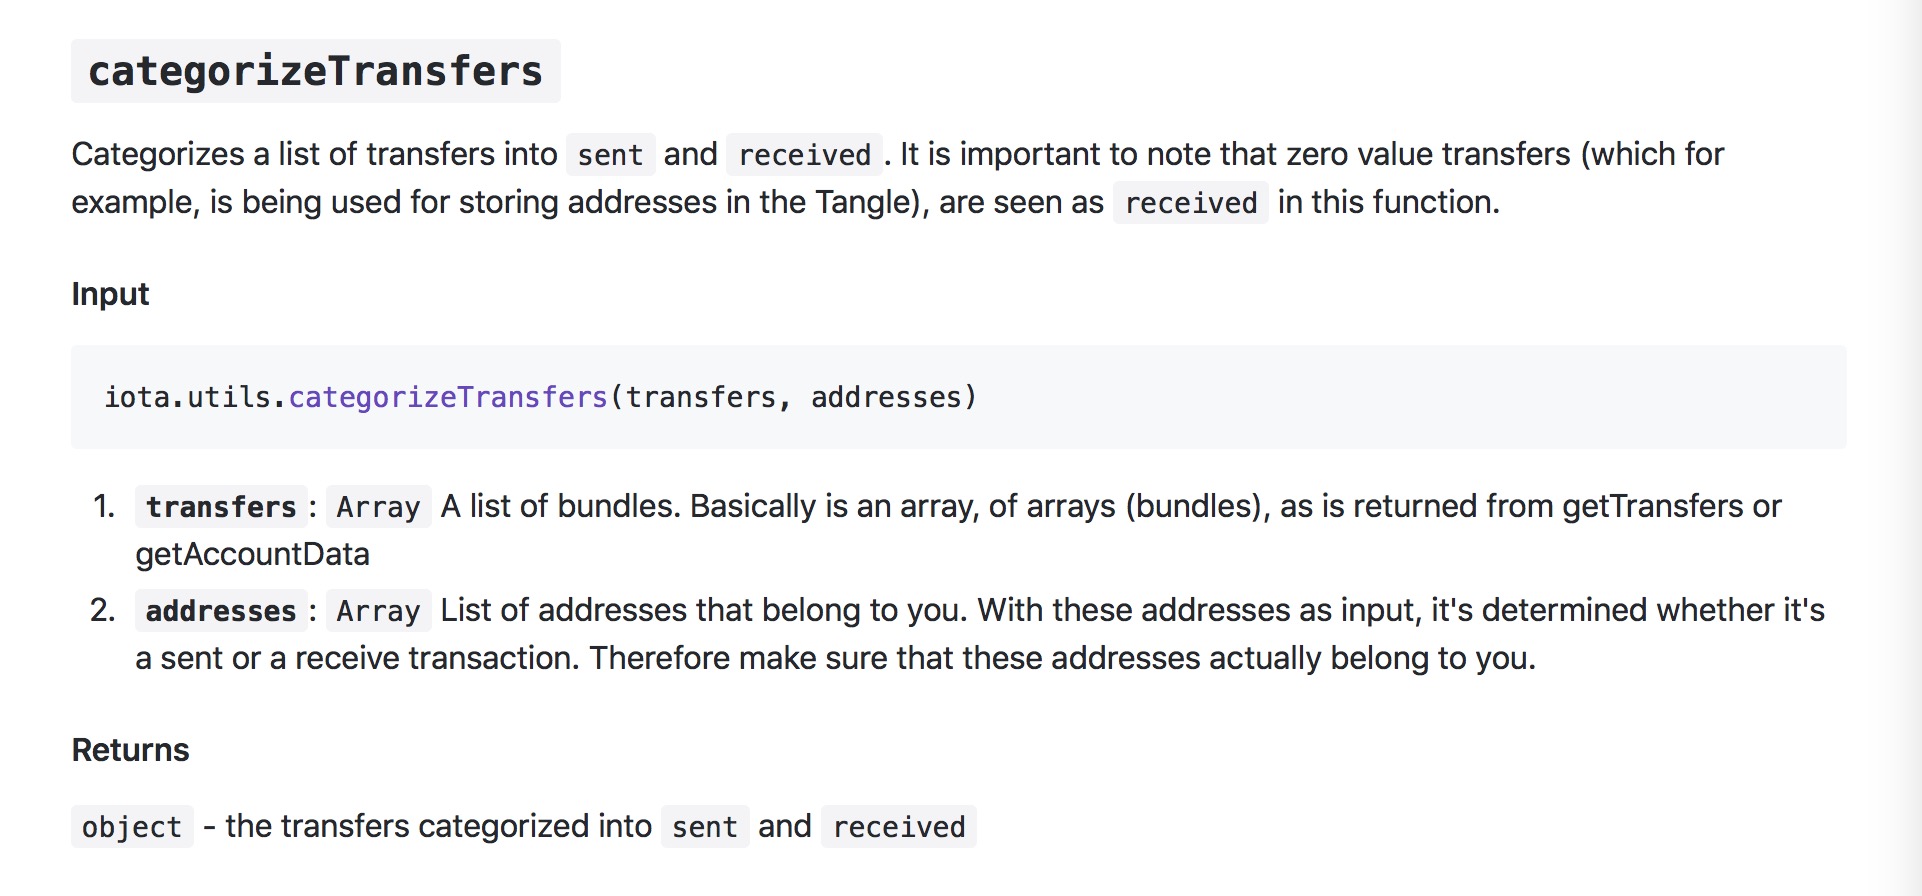 categorizeTransfers
Categorizes a list of transfers into sent and received. It is important to note that zero value transfers (which for
example, is being used for storing addresses in the Tangle), are seen as received in this function.
Input
iota.utils.categorizeTransfers(transfers, addresses)
1. transfers: Array A list of bundles. Basically is an array, of arrays (bundles), as is returned from getTransfers or
getAccountData
2. addresses: Array List of addresses that belong to you. With these addresses as input, it's determined whether it's
a sent or a receive transaction. Therefore make sure that these addresses actually belong to you.
Returns
object - the transfers categorized into sent and received